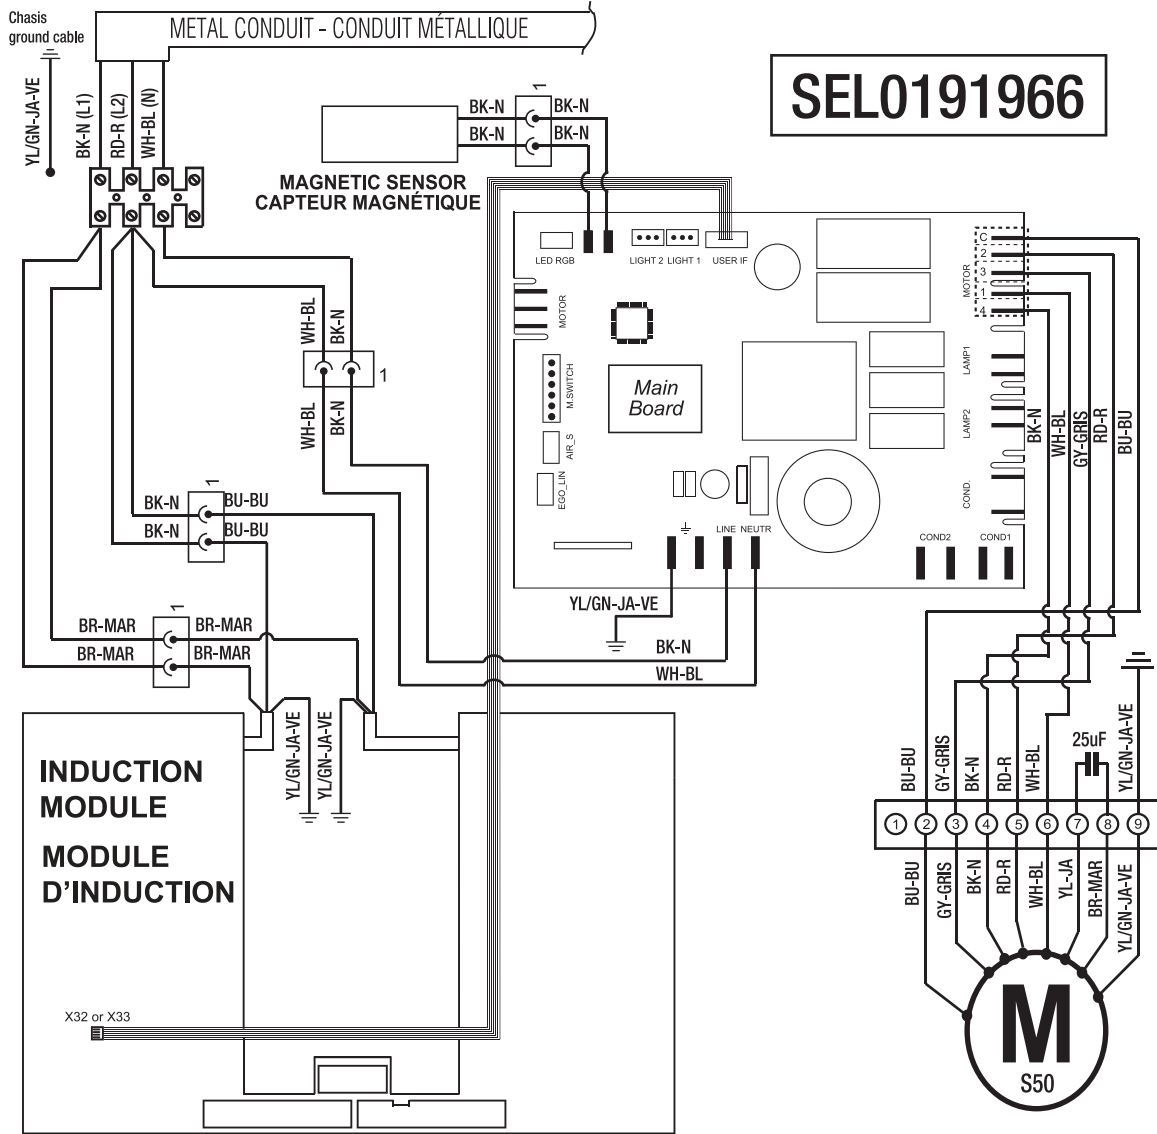 Chasis
ground cable
METAL CONDUIT - CONDUIT MÉTALLIQUE
SEL0191966
YL/GN-JA-VE
BK-N (L1)
RD-R (L2)
WH-BL (N)
1
BK-N
BK-N
BK-N
BK-N
MAGNETIC SENSOR
CAPTEUR MAGNÉTIQUE
LED RGB
LIGHT 2
LIGHT 1
USER IF
C
2
3
1
4
MOTOR
MOTOR
M.SWITCH
AIR_S
EGO_LIN
Main
Board
LAMP1
LAMP2
COND.
LINE
NEUTR
COND2
COND1
WH-BL
BK-N
1
WH-BL
BK-N
BK-N
WH-BL
GY-GRIS
RD-R
BU-BU
1
BK-N
BU-BU
BK-N
BU-BU
1
BR-MAR
BR-MAR
BR-MAR
BR-MAR
YL/GN-JA-VE
BK-N
WH-BL
YL/GN-JA-VE
YL/GN-JA-VE
INDUCTION
MODULE
MODULE
D'INDUCTION
X32 or X33
BU-BU
GY-GRIS
BK-N
RD-R
WH-BL
25uF
YL/GN-JA-VE
1 2 3 4 5 6 7 8 9
BU-BU
GY-GRIS
BK-N
RD-R
WH-BL
YL-JA
BR-MAR
YL/GN-JA-VE
M
S50